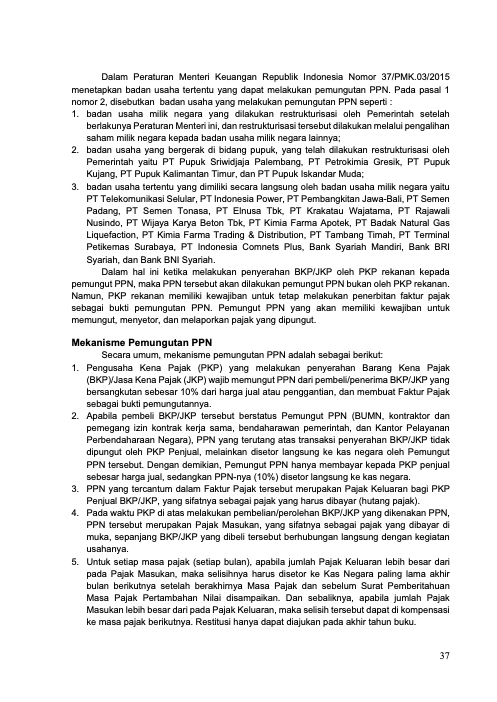 Dalam Peraturan Menteri Keuangan Republik Indonesia Nomor 37/PMK.03/2015
menetapkan badan usaha tertentu yang dapat melakukan pemungutan PPN. Pada pasal 1
nomor 2, disebutkan badan usaha yang melakukan pemungutan PPN seperti :
1. badan usaha milik negara yang dilakukan restrukturisasi oleh Pemerintah setelah
berlakunya Peraturan Menteri ini, dan restrukturisasi tersebut dilakukan melalui pengalihan
saham milik negara kepada badan usaha milik negara lainnya;
2. badan usaha yang bergerak di bidang pupuk, yang telah dilakukan restrukturisasi oleh
Pemerintah yaitu PT Pupuk Sriwidjaja Palembang, PT Petrokimia Gresik, PT Pupuk
Kujang, PT Pupuk Kalimantan Timur, dan PT Pupuk Iskandar Muda;
3. badan usaha tertentu yang dimiliki secara langsung oleh badan usaha milik negara yaitu
PT Telekomunikasi Selular, PT Indonesia Power, PT Pembangkitan Jawa-Bali, PT Semen
Padang, PT Semen Tonasa, PT Elnusa Tbk, PT Krakatau Wajatama, PT Rajawali
Nusindo, PT Wijaya Karya Beton Tbk, PT Kimia Farma Apotek, PT Badak Natural Gas
Liquefaction, PT Kimia Farma Trading & Distribution, PT Tambang Timah, PT Terminal
Petikemas Surabaya, PT Indonesia Comnets Plus, Bank Syariah Mandiri, Bank BRI
Syariah, dan Bank BNI Syariah.
Dalam hal ini ketika melakukan penyerahan BKP/JKP oleh PKP rekanan kepada
pemungut PPN, maka PPN tersebut akan dilakukan pemungut PPN bukan oleh PKP rekanan.
Namun, PKP rekanan memiliki kewajiban untuk tetap melakukan penerbitan faktur pajak
sebagai bukti pemungutan PPN. Pemungut PPN yang akan memiliki kewajiban untuk
memungut, menyetor, dan melaporkan pajak yang dipungut.
Mekanisme Pemungutan PPN
Secara umum, mekanisme pemungutan PPN adalah sebagai berikut:
1. Pengusaha Kena Pajak (PKP) yang melakukan penyerahan Barang Kena Pajak
(BKP)/Jasa Kena Pajak (JKP) wajib memungut PPN dari pembeli/penerima BKP/JKP yang
bersangkutan sebesar 10% dari harga jual atau penggantian, dan membuat Faktur Pajak
sebagai bukti pemungutannya.
2. Apabila pembeli BKP/JKP tersebut berstatus Pemungut PPN (BUMN, kontraktor dan
pemegang izin kontrak kerja sama, bendaharawan pemerintah, dan Kantor Pelayanan
Perbendaharaan Negara), PPN yang terutang atas transaksi penyerahan BKP/JKP tidak
dipungut oleh PKP Penjual, melainkan disetor langsung ke kas negara oleh Pemungut
PPN tersebut. Dengan demikian, Pemungut PPN hanya membayar kepada PKP penjual
sebesar harga jual, sedangkan PPN-nya (10%) disetor langsung ke kas negara.
3. PPN yang tercantum dalam Faktur Pajak tersebut merupakan Pajak Keluaran bagi PKP
Penjual BKP/JKP, yang sifatnya sebagai pajak yang harus dibayar (hutang pajak).
4. Pada waktu PKP di atas melakukan pembelian/perolehan BKP/JKP yang dikenakan PPN,
PPN tersebut merupakan Pajak Masukan, yang sifatnya sebagai pajak yang dibayar di
muka, sepanjang BKP/JKP yang dibeli tersebut berhubungan langsung dengan kegiatan
usahanya.
5. Untuk setiap masa pajak (setiap bulan), apabila jumlah Pajak Keluaran lebih besar dari
pada Pajak Masukan, maka selisihnya harus disetor ke Kas Negara paling lama akhir
bulan berikutnya setelah berakhirnya Masa Pajak dan sebelum Surat Pemberitahuan
Masa Pajak Pertambahan Nilai disampaikan. Dan sebaliknya, apabila jumlah Pajak
Masukan lebih besar dari pada Pajak Keluaran, maka selisih tersebut dapat di kompensasi
ke masa pajak berikutnya. Restitusi hanya dapat diajukan pada akhir tahun buku.
37